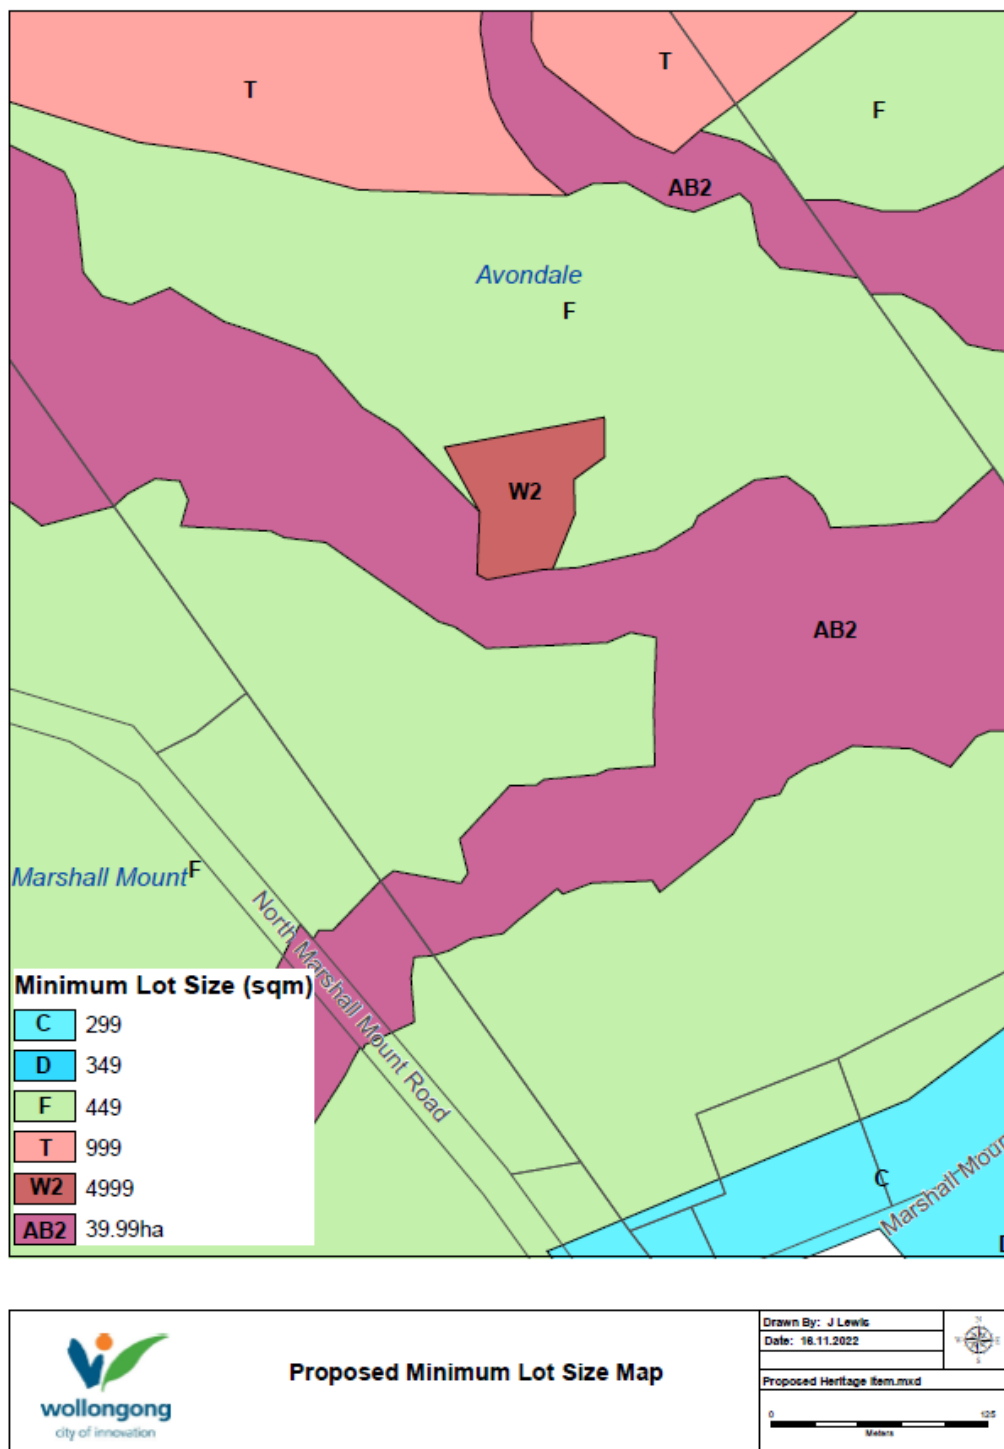 T
T
F
AB2
Avondale
F
W2
AB2
Marshall Mount
F
North Marshall Mount Road
Minimum Lot Size (sqm)
C 299
D 349
F 449
T 999
W2 4999
AB2 39.99ha
C
Marshall Moun
D
wollongong
city of innovation
Proposed Minimum Lot Size Map
Drawn By: J Lewis
Date: 16.11.2022
Proposed Heritage Item.mxd
N
W E
S
0 125
Meters